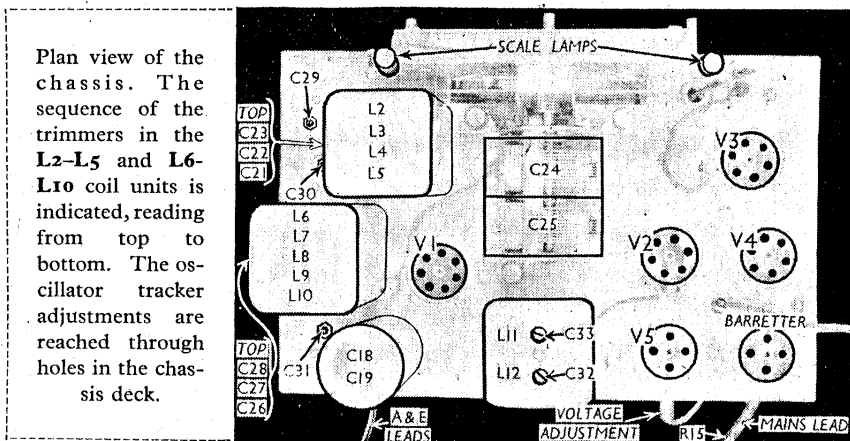 Plan view of the
chassis. The
sequence of the
trimmers in the
L2–L5 and L6-
L10 coil units is
indicated, reading
from top to
bottom. The os-
cillator tracker
adjustments are
reached through
holes in the chas-
sis deck.
SCALE LAMPS
C29
TOP
C23
C22
C21
L2
L3
L4
L5
C30
C24
C25
V3
L6
L7
L8
L9
L10
V1
V2
V4
TOP
C28
C27
C26
C31
C18
C19
L11
C33
L12
C32
V5
BARRETTER
A & E
LEADS
VOLTAGE
ADJUSTMENT
R15
MAINS LEAD